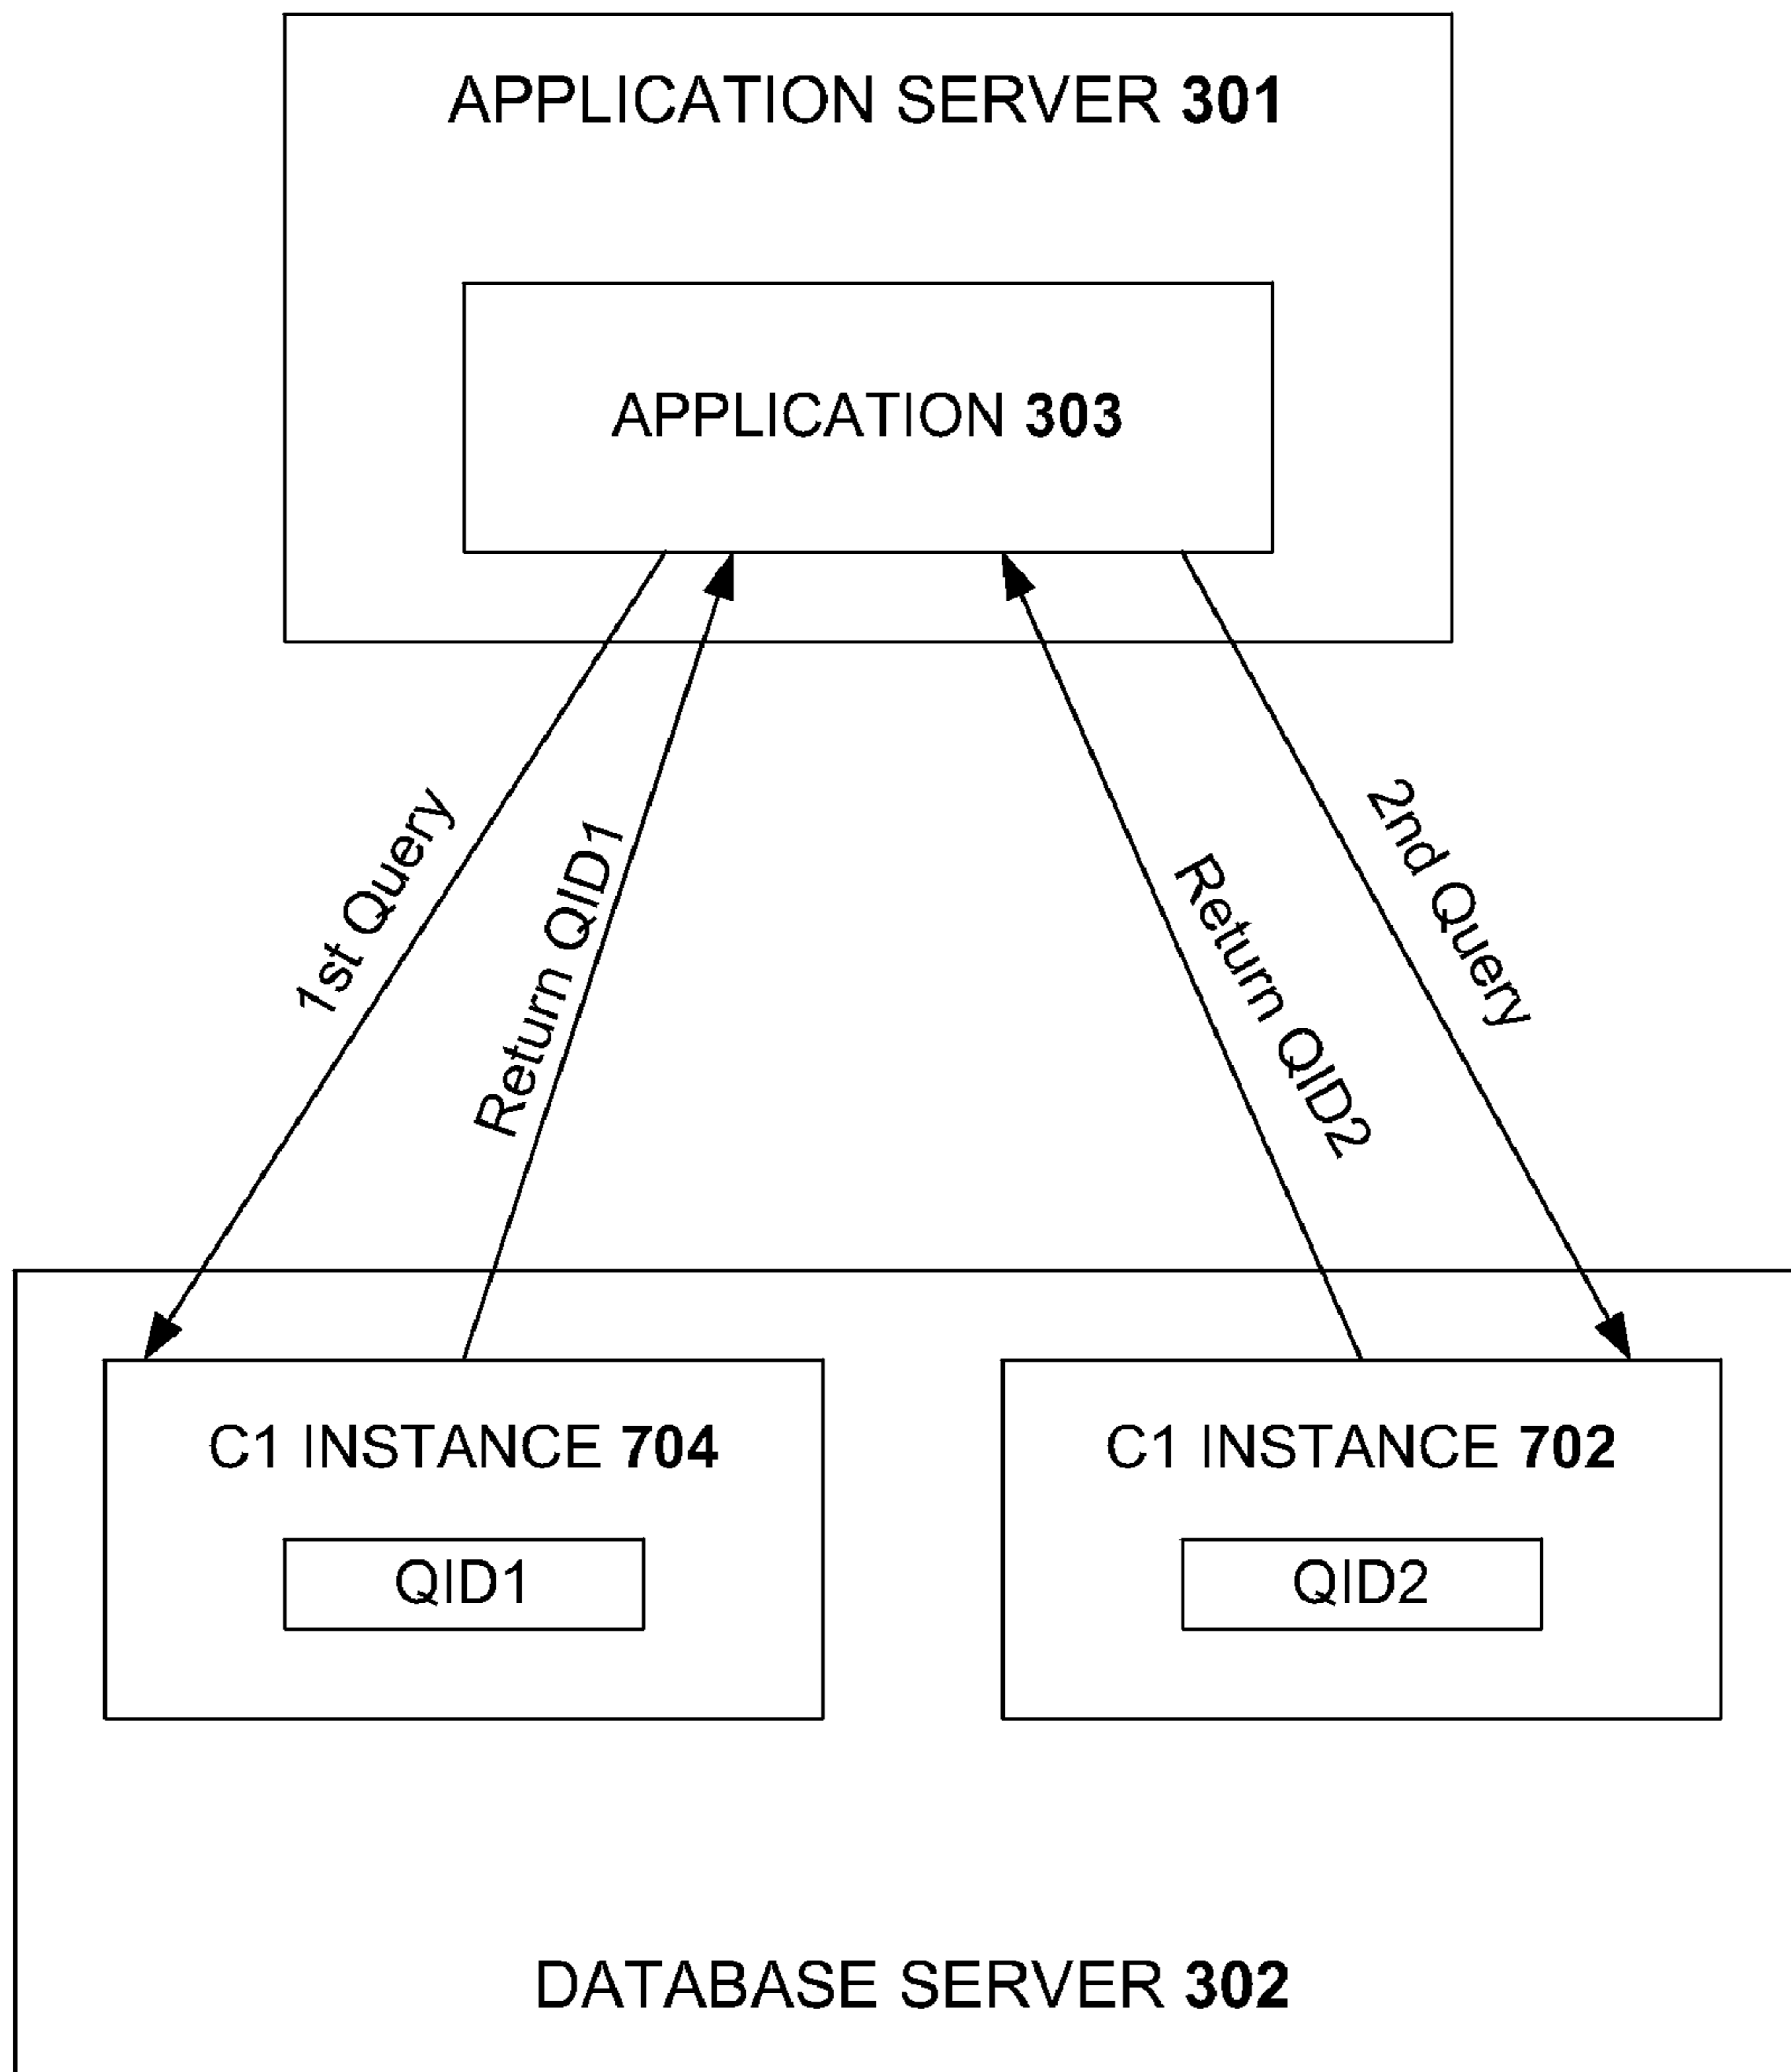 APPLICATION SERVER 301
APPLICATION 303
1st Query
Return QID1
Return QID2
2nd Query
C1 INSTANCE 704
QID1
C1 INSTANCE 702
QID2
DATABASE SERVER 302